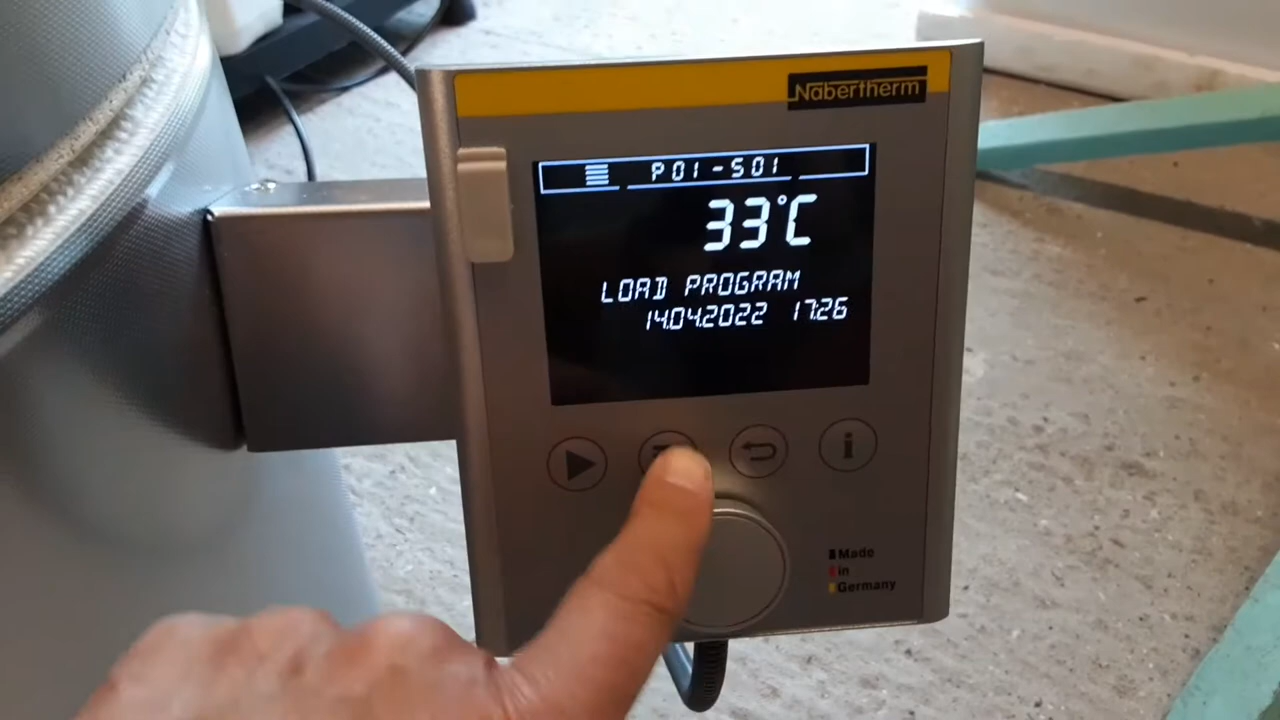 Nabertherm
P01-S01
33°C
LOAD PROGRAM
14.04.2022 17:26
Made
in
Germany